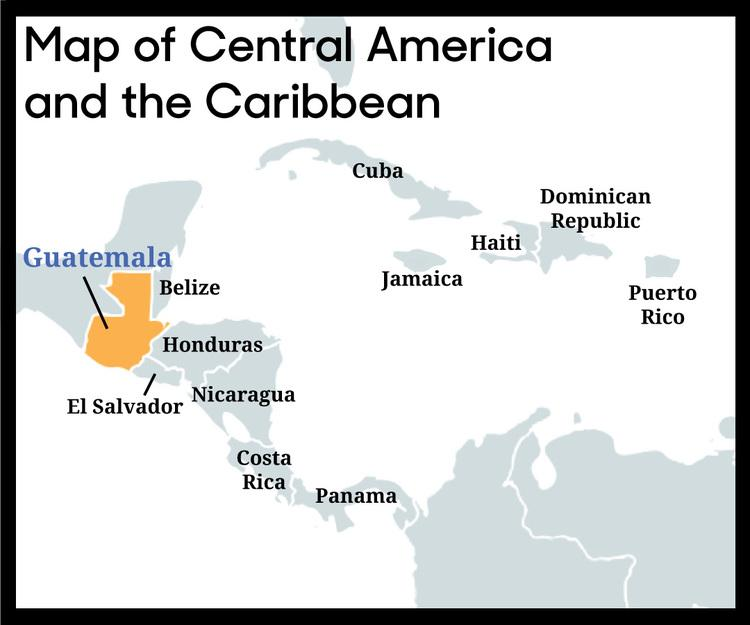 Map of Central America
and the Caribbean
Cuba
Dominican
Republic
Haiti
Guatemala
Jamaica
Belize
Puerto
Rico
Honduras
Nicaragua
El Salvador
Costa
Rica
Panama